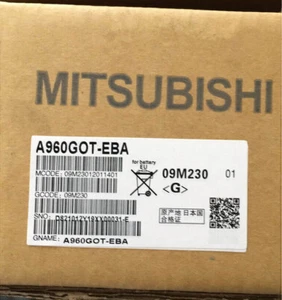 MITSUBISHI
A960GOT-EBA
MCODE: 09M23012011401
GCODE: 09M230
for battery
EU
09M230 01
<G>
原产地 日本国
合格证
GNAME: A960GOT-EBA